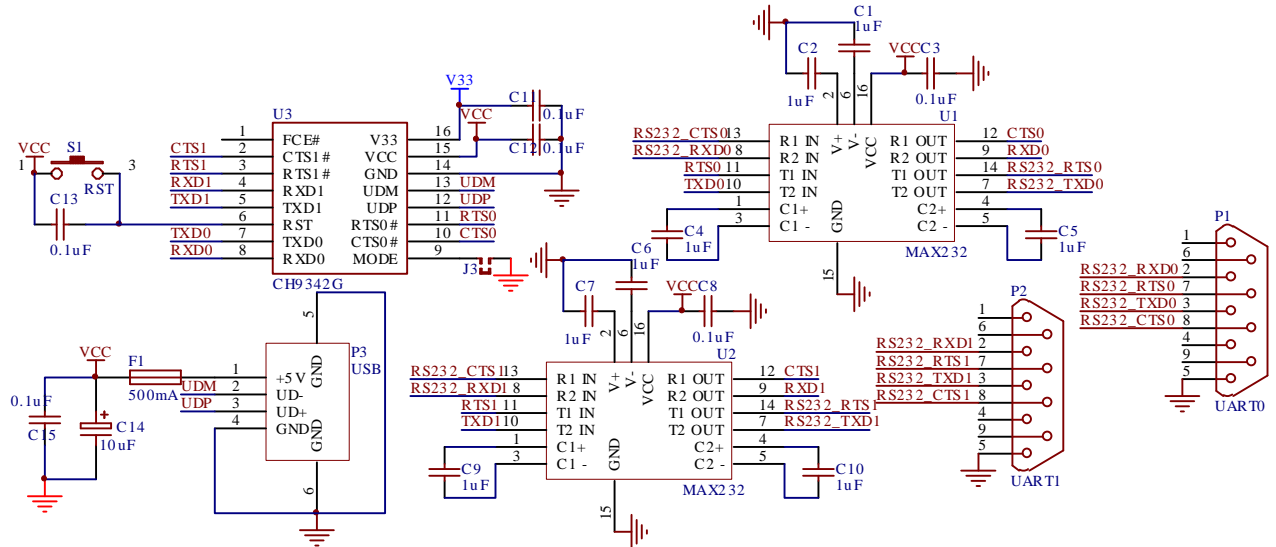 C1
1uF
C2
1uF
VCC
C3
0.1uF
2
6
16
U1
V+
V-
VCC
RS232_CTS0 13 R1 IN R1 OUT 12 CTS0
RS232_RXD0 8 R2 IN R2 OUT 9 RXD0
RTS0 11 T1 IN T1 OUT 14 RS232_RTS0
TXD0 10 T2 IN T2 OUT 7 RS232_TXD0
1 C1+ C2+ 4
3 C1 - C2 - 5
GND
15
C4
1uF
C5
1uF
MAX232
V33
VCC
C11
0.1uF
C12
0.1uF
U3
1 FCE# V33 16
CTS1 2 CTS1# VCC 15
RTS1 3 RTS1# GND 14
RXD1 4 RXD1 UDM 13 UDM
TXD1 5 TXD1 UDP 12 UDP
6 RST RTS0# 11 RTS0
TXD0 7 TXD0 CTS0# 10 CTS0
RXD0 8 RXD0 MODE 9
CH9342G
J3
VCC
S1
1
3
RST
C13
0.1uF
C6
1uF
C7
1uF
VCC
C8
0.1uF
2
6
16
U2
V+
V-
VCC
RS232_CTS1 13 R1 IN R1 OUT 12 CTS1
RS232_RXD1 8 R2 IN R2 OUT 9 RXD1
RTS1 11 T1 IN T1 OUT 14 RS232_RTS1
TXD1 10 T2 IN T2 OUT 7 RS232_TXD1
1 C1+ C2+ 4
3 C1 - C2 - 5
GND
15
C9
1uF
C10
1uF
MAX232
VCC
F1
500mA
UDM
UDP
0.1uF
C15
C14
10uF
+
5
P3
USB
GND
1 +5V
2 UD-
3 UD+
4 GND
GND
6
P2
1
6
RS232_RXD1 2
RS232_RTS1 7
RS232_TXD1 3
RS232_CTS1 8
4
9
5
UART1
P1
1
6
RS232_RXD0 2
RS232_RTS0 7
RS232_TXD0 3
RS232_CTS0 8
4
9
5
UART0